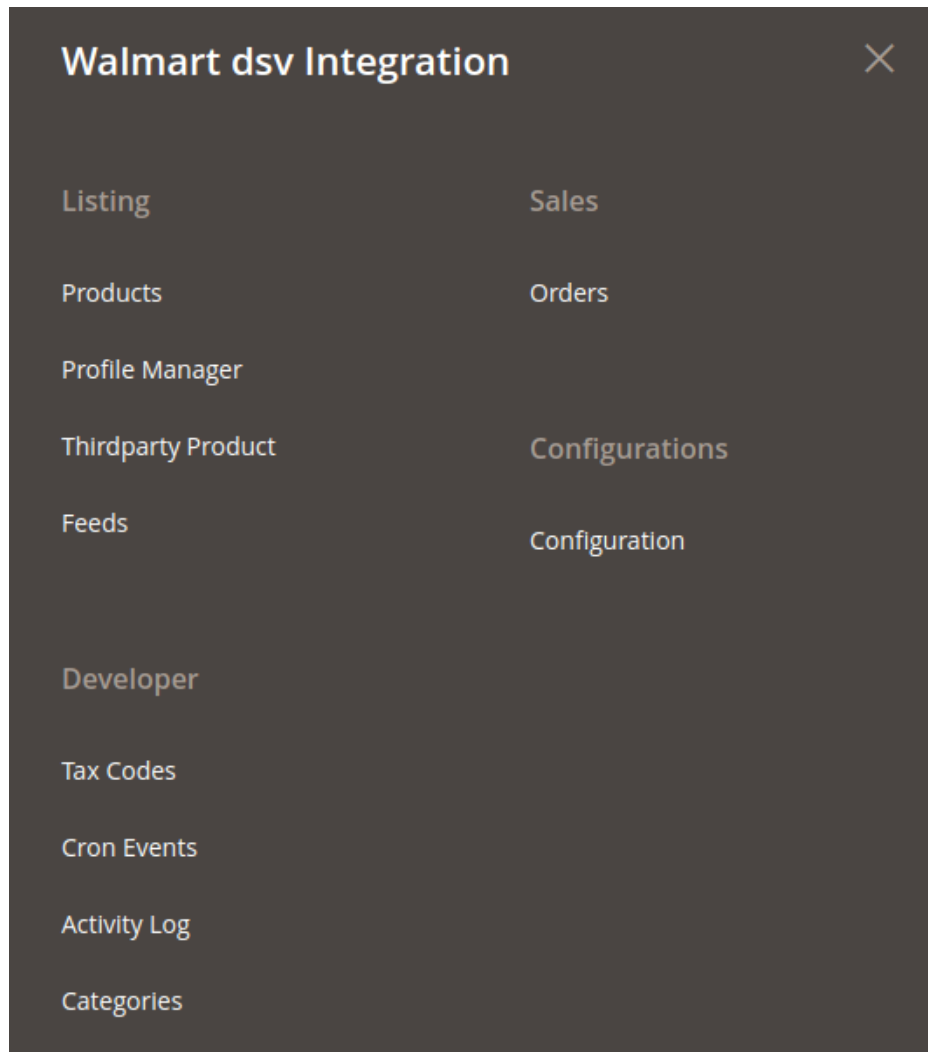 Walmart dsv Integration
Listing
Products
Profile Manager
Thirdparty Product
Feeds
Developer
Tax Codes
Cron Events
Activity Log
Categories
Sales
Orders
Configurations
Configuration